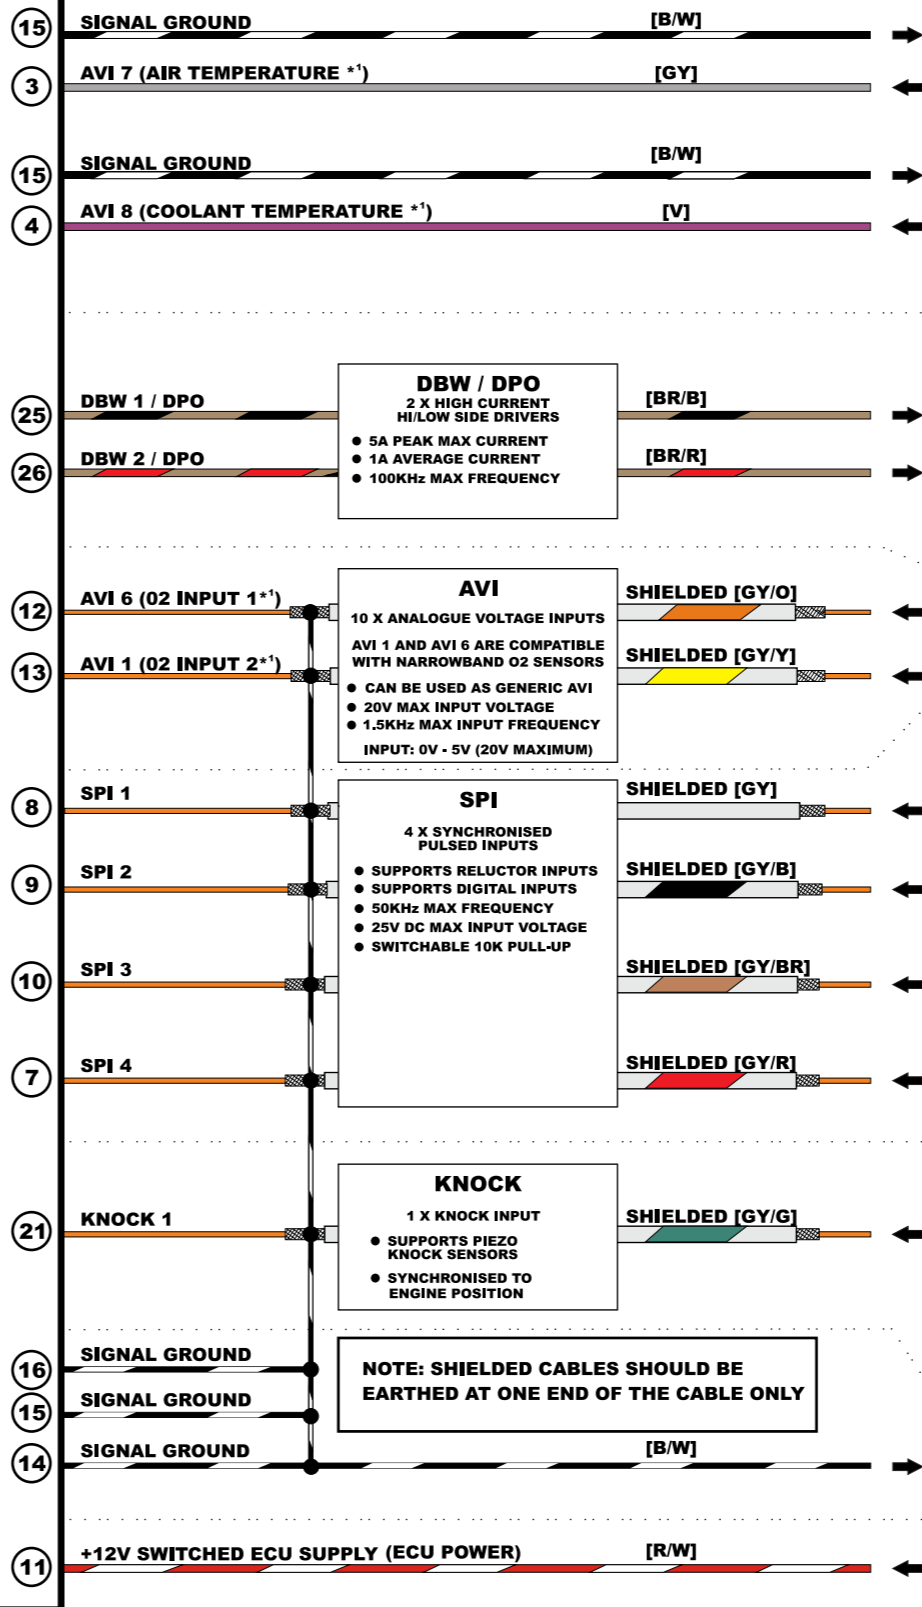 15 SIGNAL GROUND [B/W]
3 AVI 7 (AIR TEMPERATURE *¹) [GY]
15 SIGNAL GROUND [B/W]
4 AVI 8 (COOLANT TEMPERATURE *¹) [V]
DBW / DPO
2 X HIGH CURRENT
HI/LOW SIDE DRIVERS
● 5A PEAK MAX CURRENT
● 1A AVERAGE CURRENT
● 100KHz MAX FREQUENCY
25 DBW 1 / DPO [BR/B]
26 DBW 2 / DPO [BR/R]
12 AVI 6 (02 INPUT 1*¹) SHIELDED [GY/O]
13 AVI 1 (02 INPUT 2*¹) SHIELDED [GY/Y]
AVI
10 X ANALOGUE VOLTAGE INPUTS
AVI 1 AND AVI 6 ARE COMPATIBLE
WITH NARROWBAND O2 SENSORS
● CAN BE USED AS GENERIC AVI
● 20V MAX INPUT VOLTAGE
● 1.5KHz MAX INPUT FREQUENCY
INPUT: 0V - 5V (20V MAXIMUM)
8 SPI 1 SHIELDED [GY]
9 SPI 2 SHIELDED [GY/B]
10 SPI 3 SHIELDED [GY/BR]
7 SPI 4 SHIELDED [GY/R]
SPI
4 X SYNCHRONISED
PULSED INPUTS
● SUPPORTS RELUCTOR INPUTS
● SUPPORTS DIGITAL INPUTS
● 50KHz MAX FREQUENCY
● 25V DC MAX INPUT VOLTAGE
● SWITCHABLE 10K PULL-UP
21 KNOCK 1 SHIELDED [GY/G]
KNOCK
1 X KNOCK INPUT
● SUPPORTS PIEZO
KNOCK SENSORS
● SYNCHRONISED TO
ENGINE POSITION
16 SIGNAL GROUND
15 SIGNAL GROUND
NOTE: SHIELDED CABLES SHOULD BE
EARTHED AT ONE END OF THE CABLE ONLY
14 SIGNAL GROUND [B/W]
11 +12V SWITCHED ECU SUPPLY (ECU POWER) [R/W]